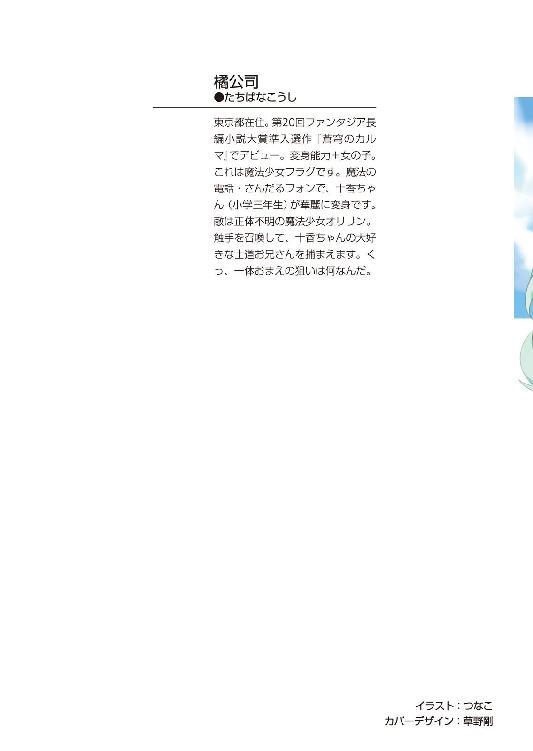 橘公司
●たちばなこうし
東京都在住。第20回ファンタジア長
編小説大賞準入選作『蒼穹のカル
マ』でデビュー。変身能力＋女の子。
これは魔法少女フラグです。魔法の
電話・さんだるフォンで、十香ちゃ
ん（小学三年生）が華麗に変身です。
敵は正体不明の魔法少女オリリン。
触手を召喚して、十香ちゃんの大好
きな士道お兄さんを捕まえます。く
っ、一体おまえの狙いは何なんだ。
イラスト：つなこ
カバーデザイン：草野剛